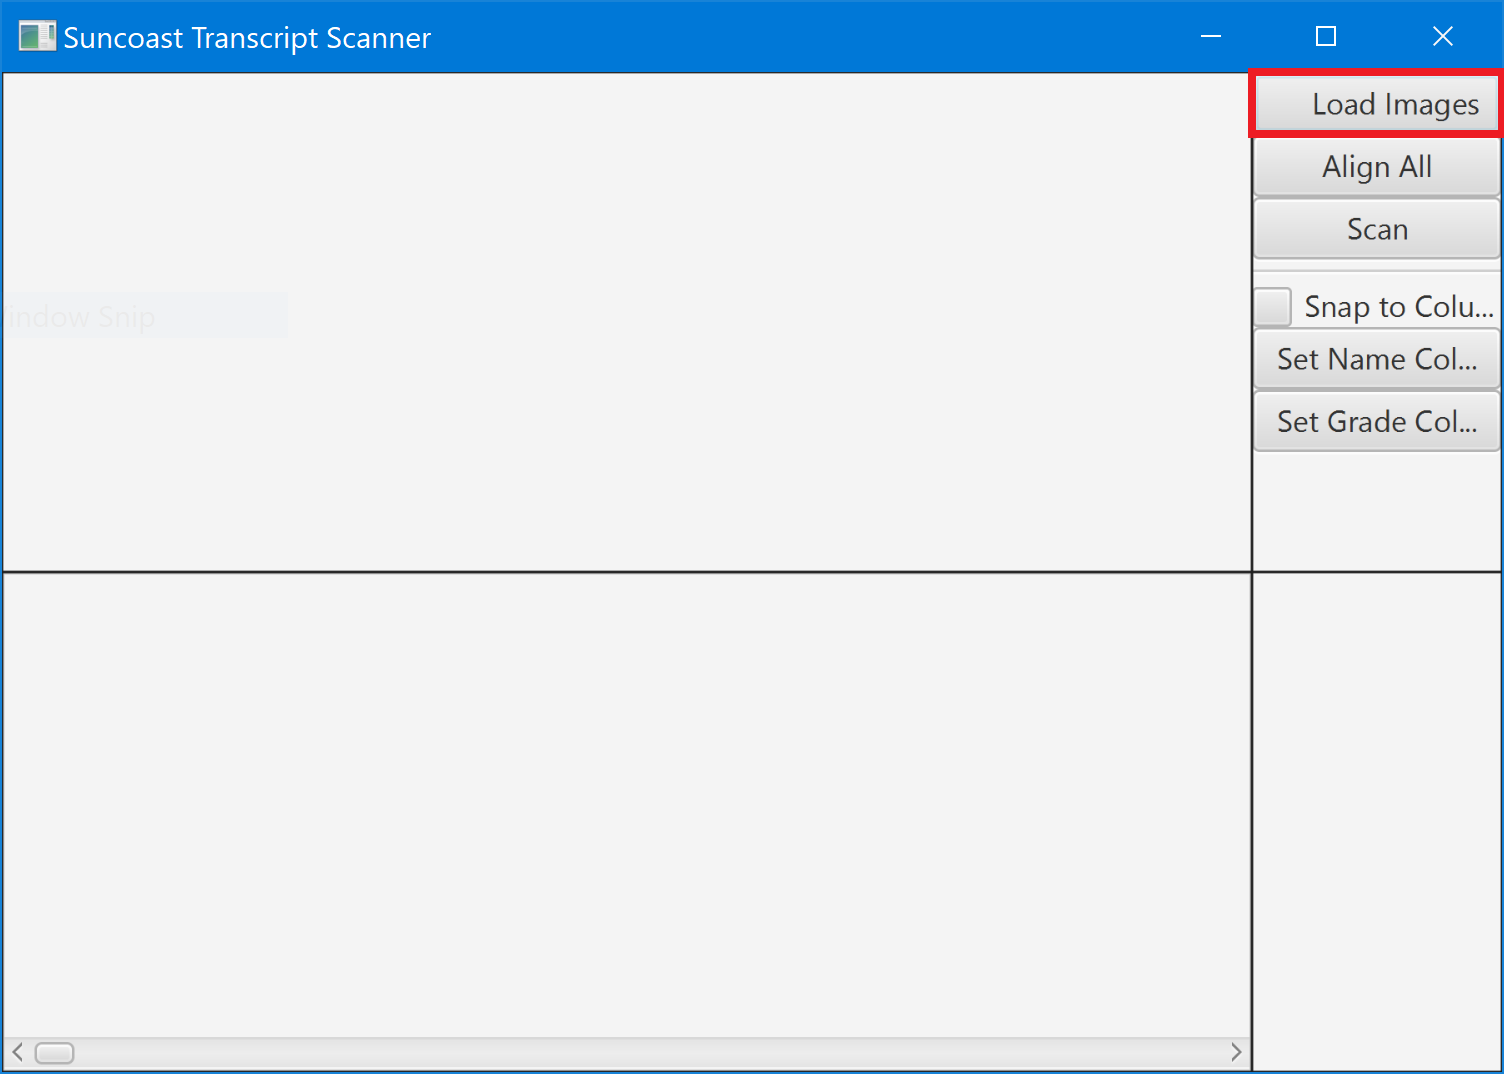 Suncoast Transcript Scanner
Load Images
Align All
Scan
Snap to Colu...
indow Snip
Set Name Col...
Set Grade Col...